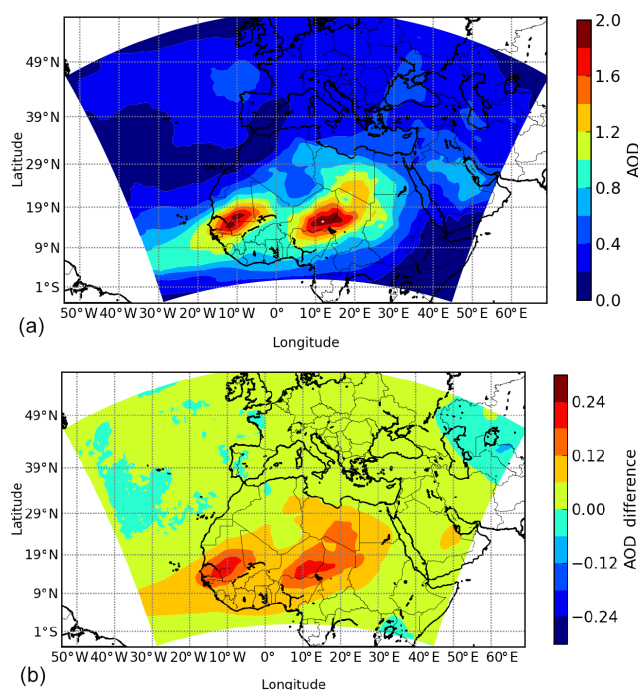 2.0
49°N
1.6
39°N
Latitude
1.2
AOD
29°N
0.8
19°N
9°N
0.4
1°S
0.0
50°W 40°W 30°W 20°W 10°W 0° 10°E 20°E 30°E 40°E 50°E 60°E
(a)
Longitude
0.24
49°N
0.12
39°N
Latitude
29°N
0.00
AOD difference
19°N
−0.12
9°N
−0.24
1°S
50°W 40°W 30°W 20°W 10°W 0° 10°E 20°E 30°E 40°E 50°E 60°E
(b)
Longitude